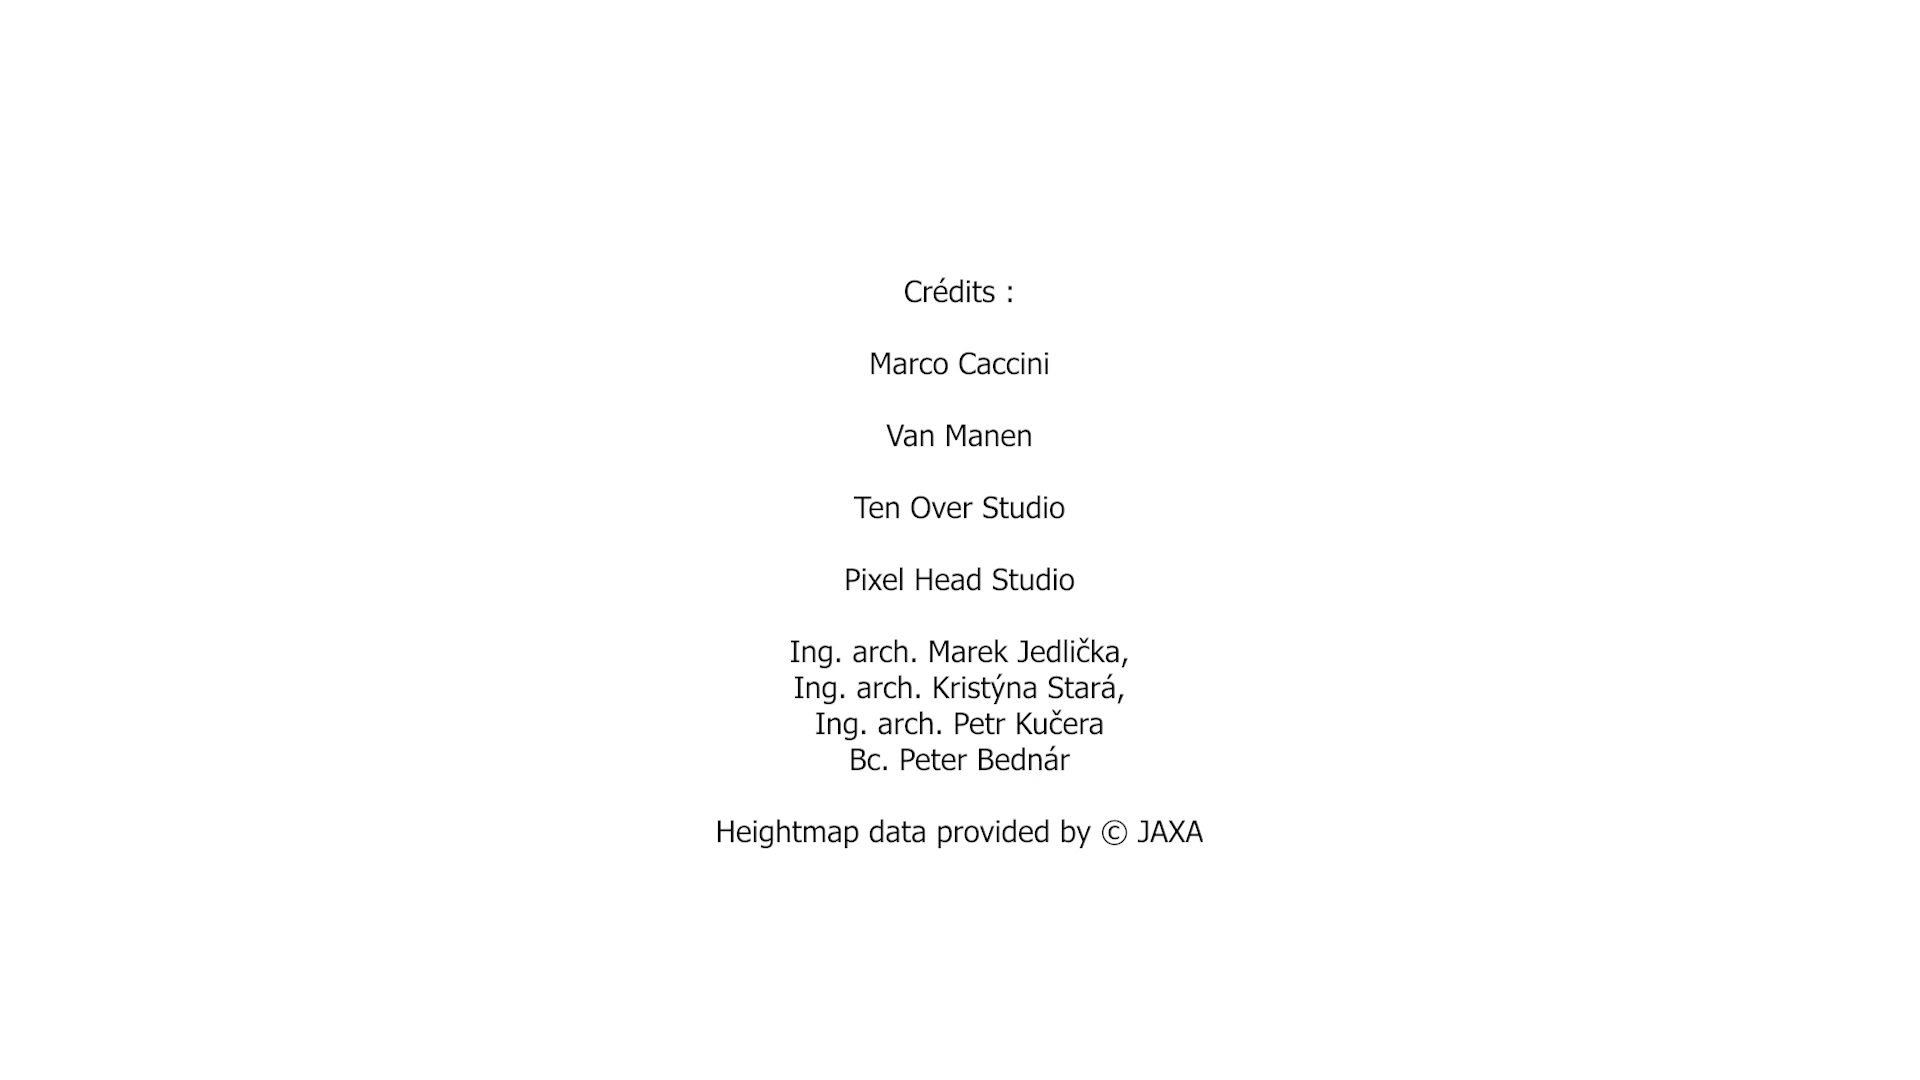 Crédits :
Marco Caccini
Van Manen
Ten Over Studio
Pixel Head Studio
Ing. arch. Marek Jedlička,
Ing. arch. Kristýna Stará,
Ing. arch. Petr Kučera
Bc. Peter Bednár
Heightmap data provided by © JAXA